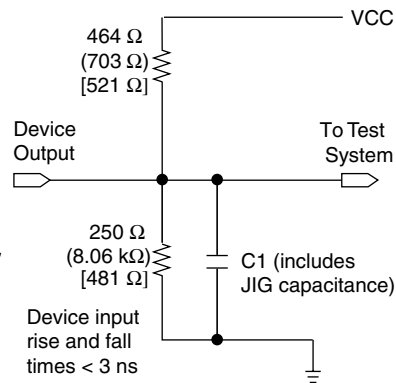 VCC
464 Ω
(703 Ω)
[521 Ω]
Device
Output
To Test
System
250 Ω
(8.06 kΩ)
[481 Ω]
C1 (includes
JIG capacitance)
Device input
rise and fall
times < 3 ns